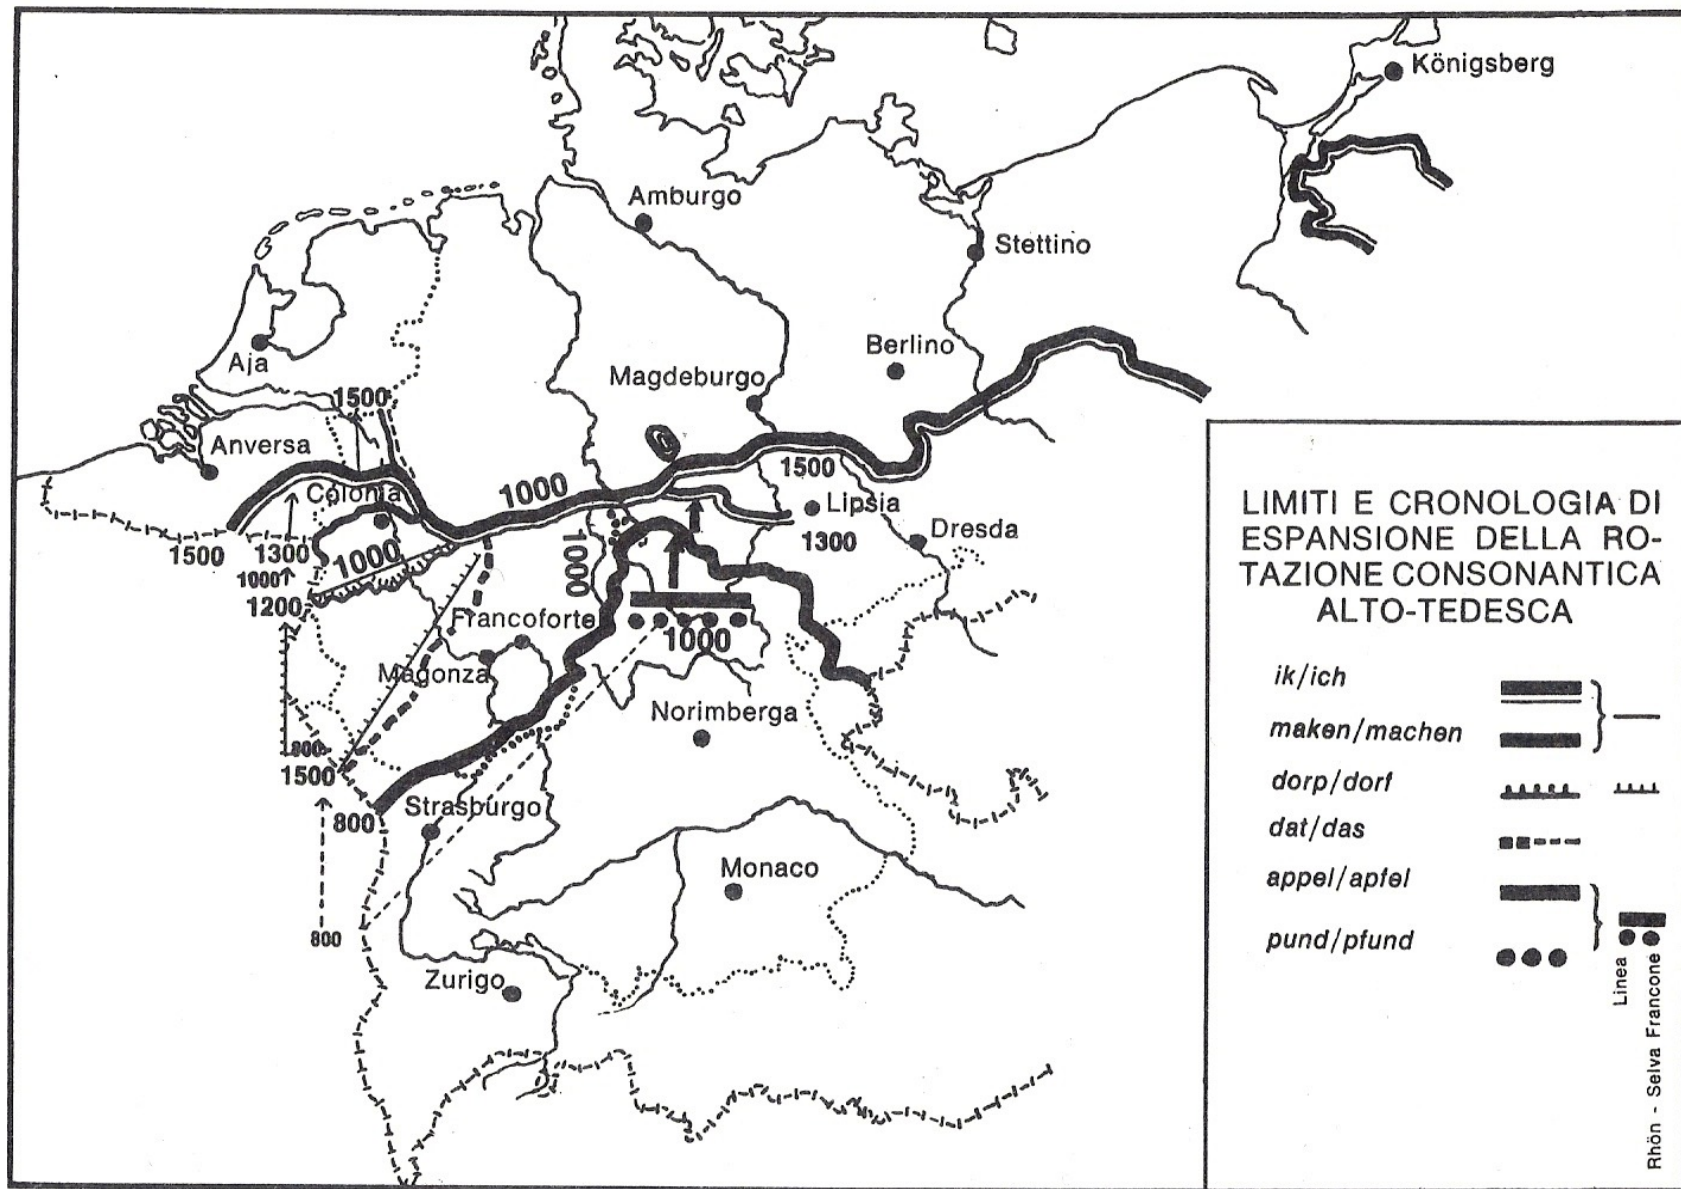 Königsberg
Amburgo
Stettino
Aja
Berlino
Magdeburgo
1500
Anversa
1500
Colonia
1000
Lipsia
1500
1300
1000
1000
1300
Dresda
1000
1200
Francoforte
1000
Magonza
Norimberga
800
1500
Strasburgo
800
Monaco
800
Zurigo
LIMITI E CRONOLOGIA DI
ESPANSIONE DELLA RO-
TAZIONE CONSONANTICA
ALTO-TEDESCA
ik/ich
maken/machen
dorp/dorf
dat/das
appel/apfel
pund/pfund
Linea
Rhön - Selva Francone